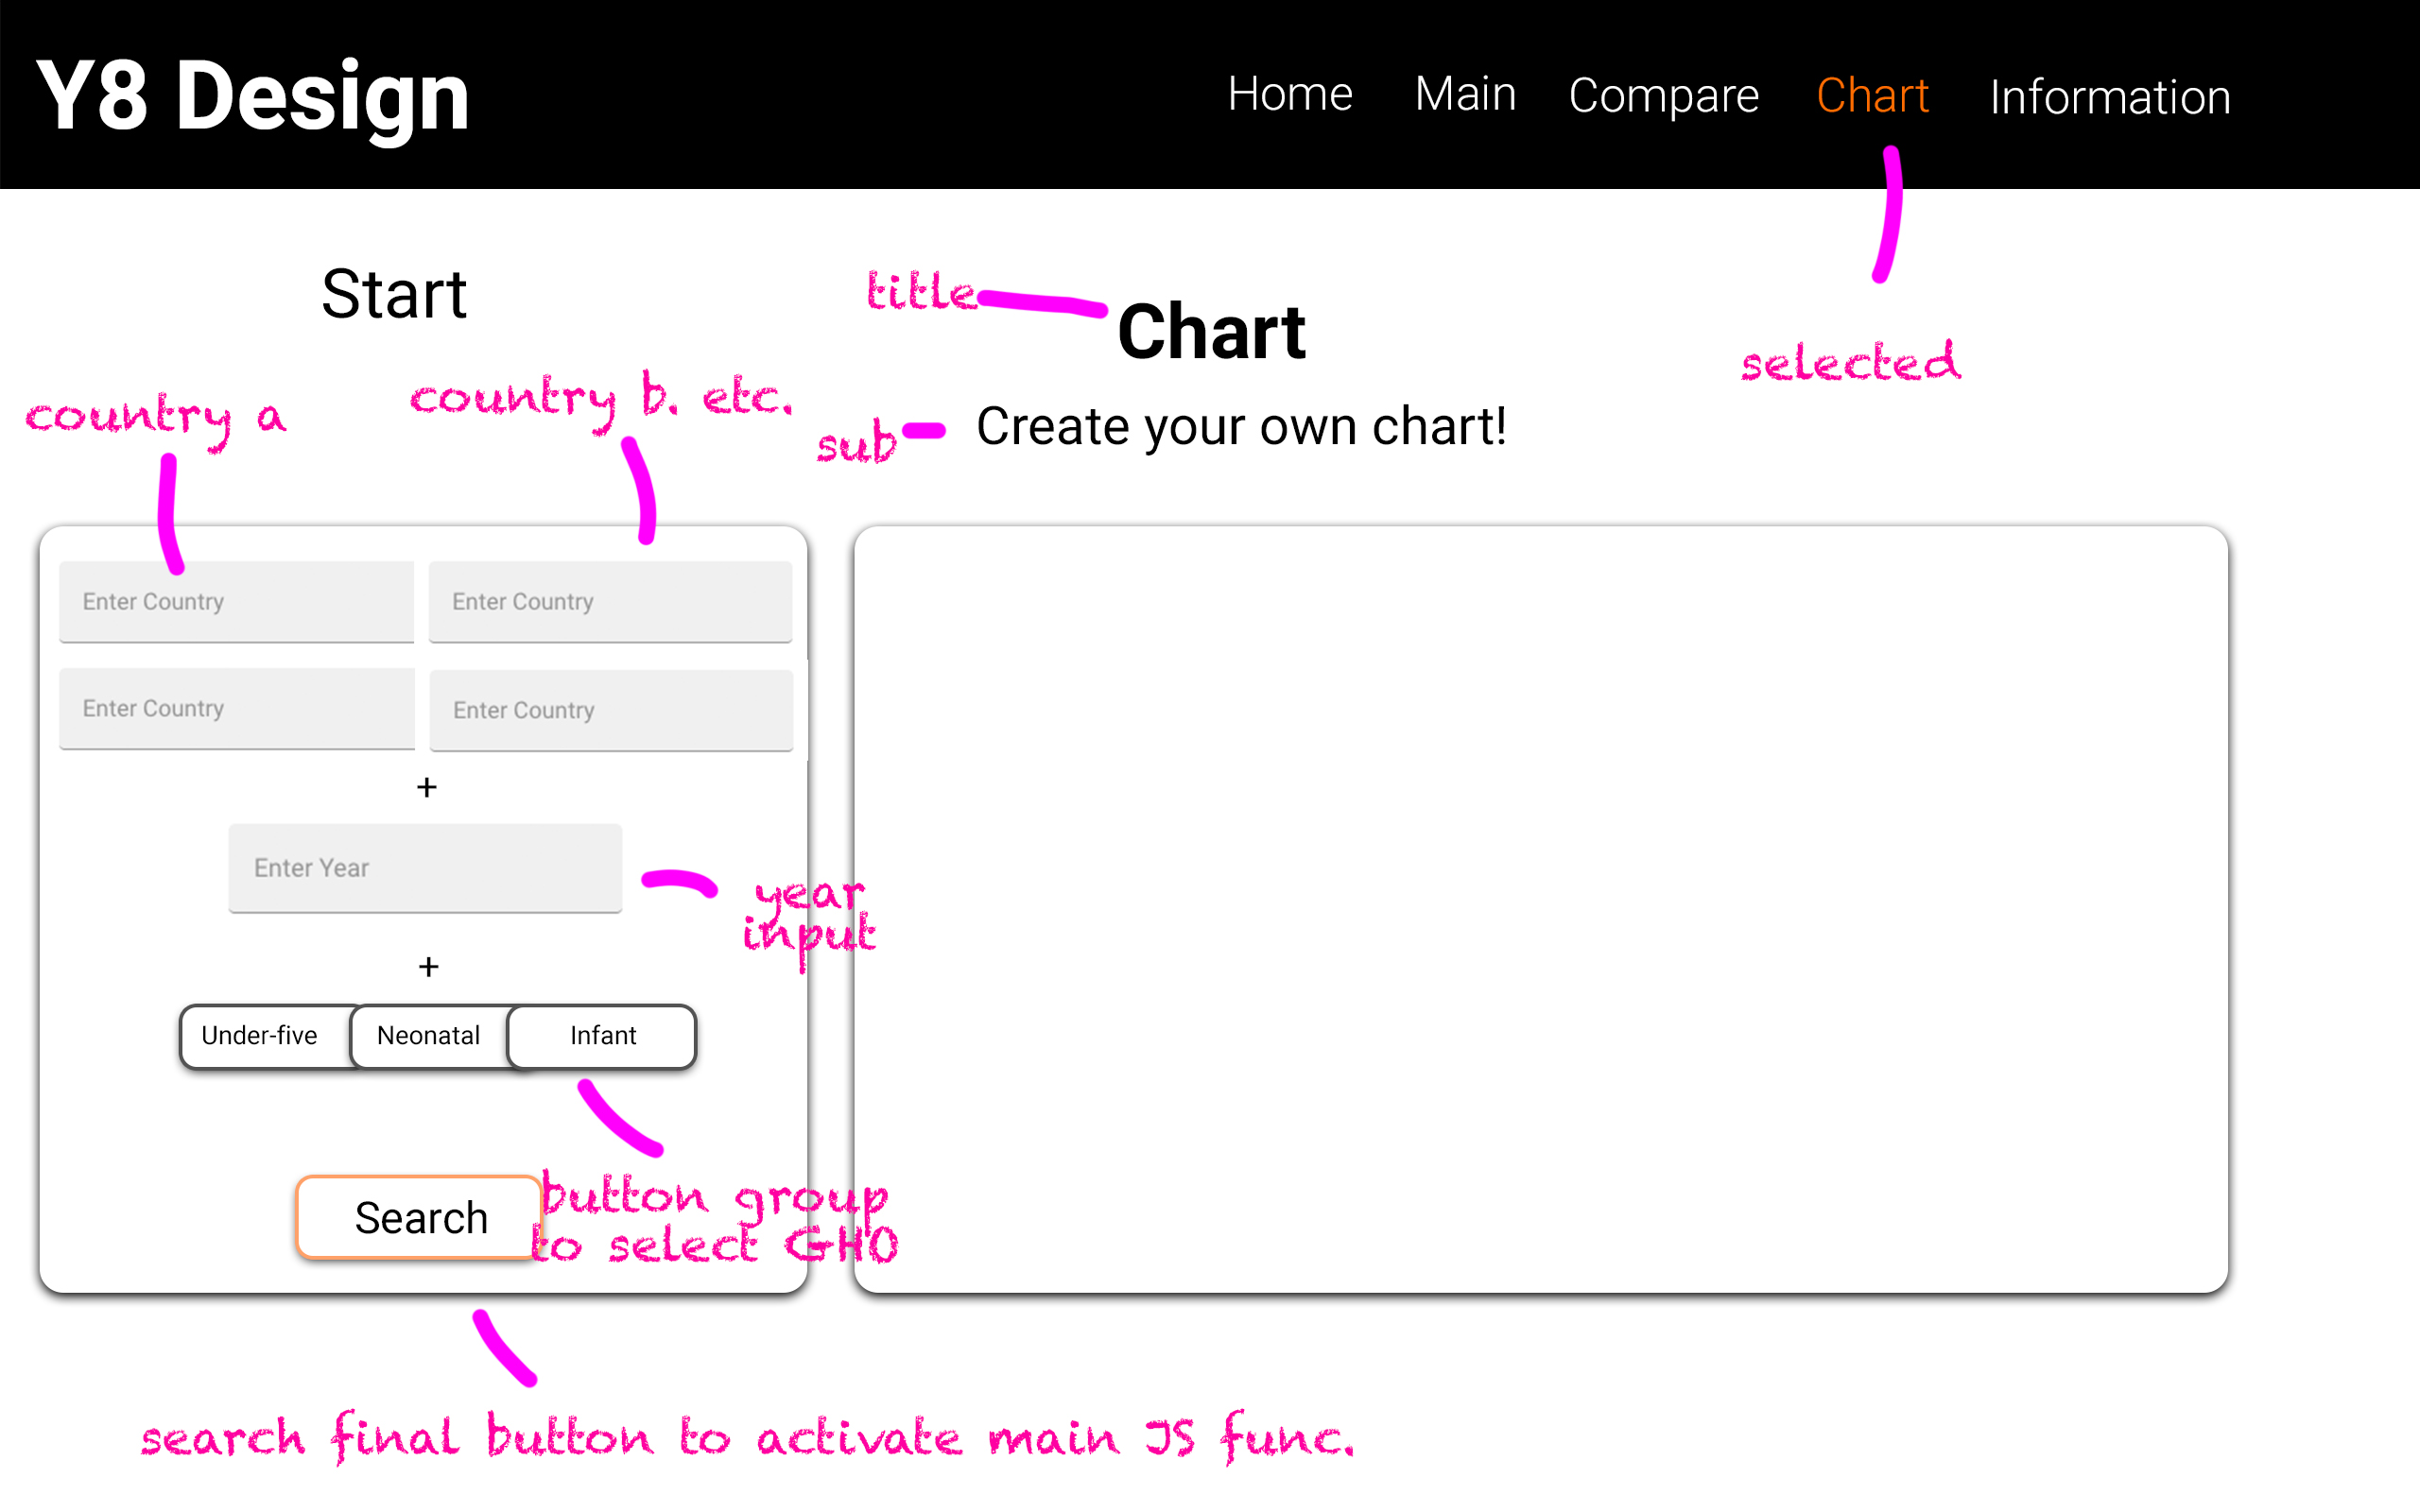 Y8 Design
Home Main Compare Chart Information
Start
title
Chart
selected
country a
country b. etc.
sub
Create your own chart!
Enter Country
Enter Country
Enter Country
Enter Country
+
Enter Year
year
input
+
Under-five
Neonatal
Infant
Search
button group
to select GHO
search final button to activate main JS func.